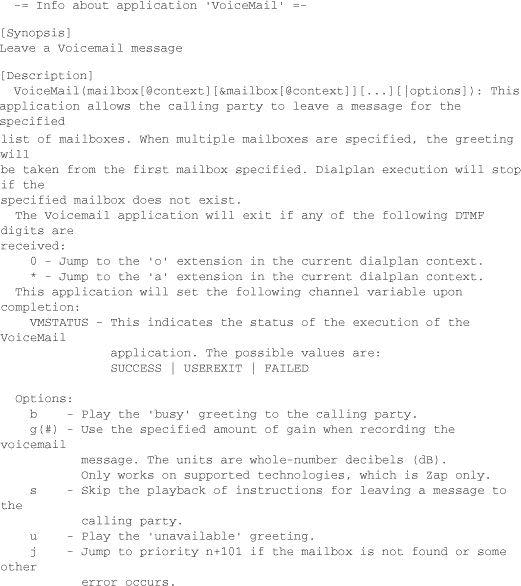 -= Info about application 'VoiceMail' =-
[Synopsis]
Leave a Voicemail message
[Description]
VoiceMail(mailbox[@context][&mailbox[@context]][...][|options]): This
application allows the calling party to leave a message for the
specified
list of mailboxes. When multiple mailboxes are specified, the greeting
will
be taken from the first mailbox specified. Dialplan execution will stop
if the
specified mailbox does not exist.
The Voicemail application will exit if any of the following DTMF
digits are
received:
0 - Jump to the 'o' extension in the current dialplan context.
* - Jump to the 'a' extension in the current dialplan context.
This application will set the following channel variable upon
completion:
VMSTATUS - This indicates the status of the execution of the
VoiceMail
application. The possible values are:
SUCCESS | USEREXIT | FAILED
Options:
b - Play the 'busy' greeting to the calling party.
g(#) - Use the specified amount of gain when recording the
voicemail
message. The units are whole-number decibels (dB).
Only works on supported technologies, which is Zap only.
s - Skip the playback of instructions for leaving a message to
the
calling party.
u - Play the 'unavailable' greeting.
j - Jump to priority n+101 if the mailbox is not found or some
other
error occurs.